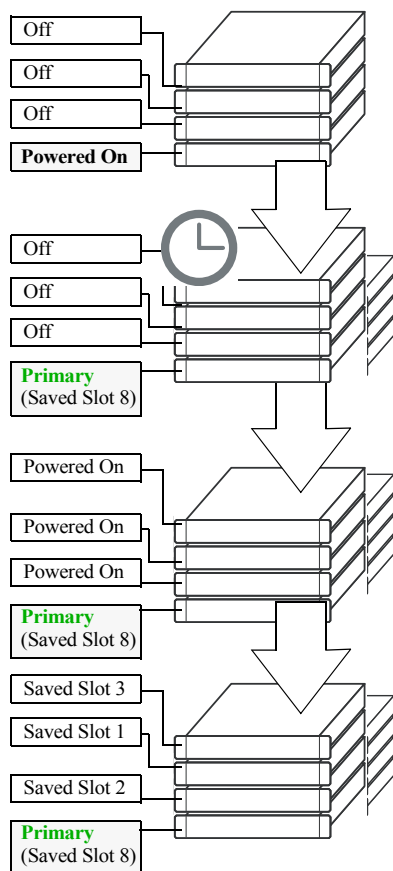 Off
Off
Off
Powered On
Off
Off
Off
Primary
(Saved Slot 8)
Powered On
Powered On
Powered On
Primary
(Saved Slot 8)
Saved Slot 3
Saved Slot 1
Saved Slot 2
Primary
(Saved Slot 8)